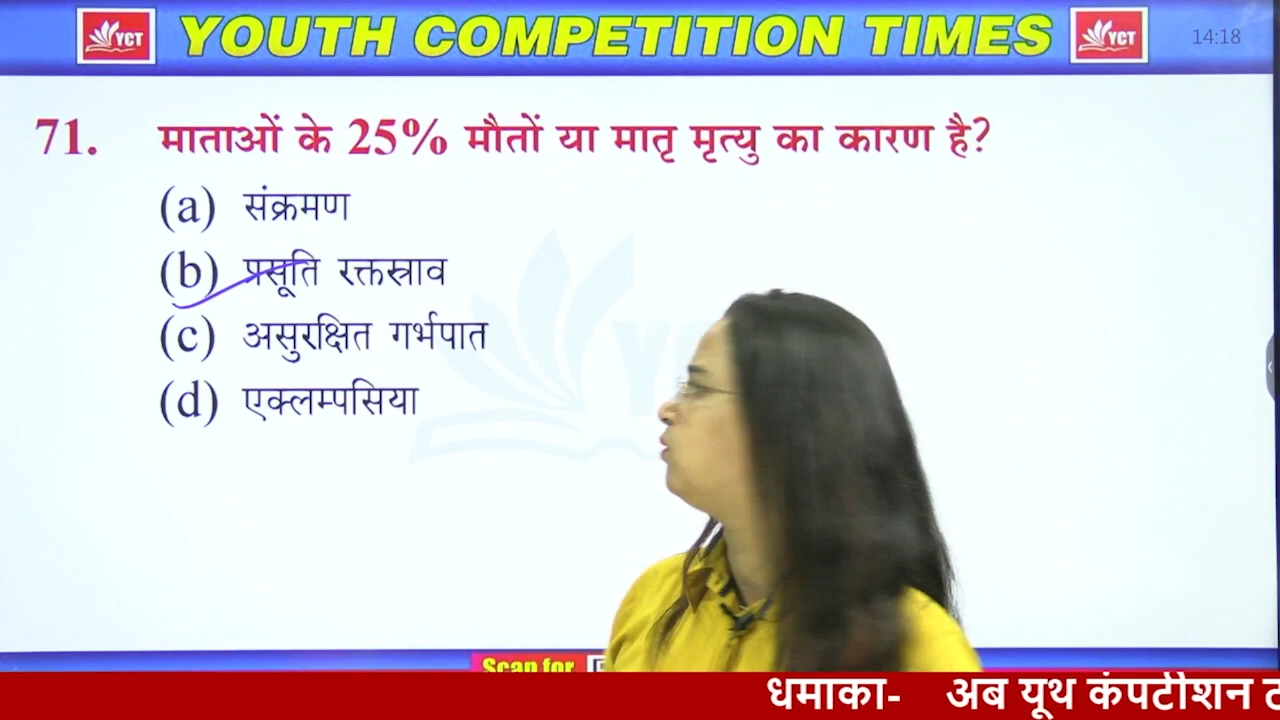 YCT YOUTH COMPETITION TIMES YCT 14:18
71. माताओं के 25% मौतों या मातृ मृत्यु का कारण है?
(a) संक्रमण
(b) प्रसूति रक्तस्राव
(c) असुरक्षित गर्भपात
(d) एक्लम्पसिया
YCT
Scan for
धमाका- अब यूथ कंपटीशन